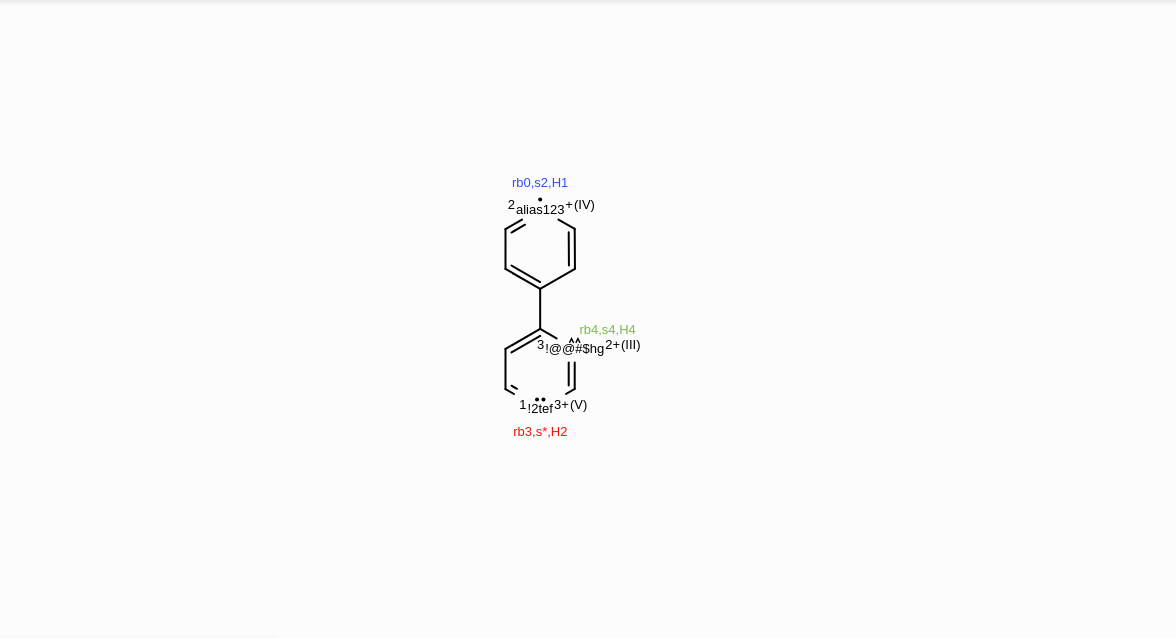 rb0,s2,H1
2alias123+(IV)
rb4,s4,H4
3!@@#$hg2+(III)
1!2tef3+(V)
rb3,s*,H2